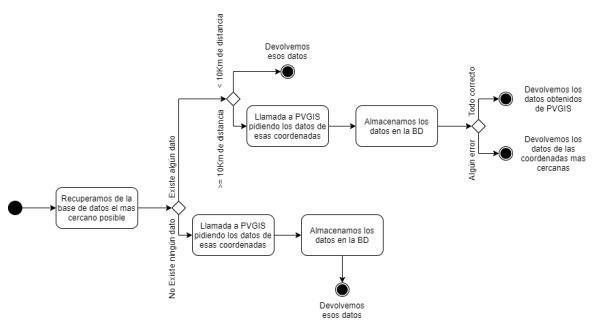 Recuperamos de la
base de datos el mas
cercano posible
Existe algún dato
No Existe ningún dato
< 10Km de distancia
>= 10Km de distancia
Devolvemos
esos datos
Llamada a PVGIS
pidiendo los datos de
esas coordenadas
Almacenamos los
datos en la BD
Todo correcto
Algún error
Devolvemos los
datos obtenidos
de PVGIS
Devolvemos los
datos de las
coordenadas mas
cercanas
Llamada a PVGIS
pidiendo los datos de
esas coordenadas
Almacenamos los
datos en la BD
Devolvemos
esos datos